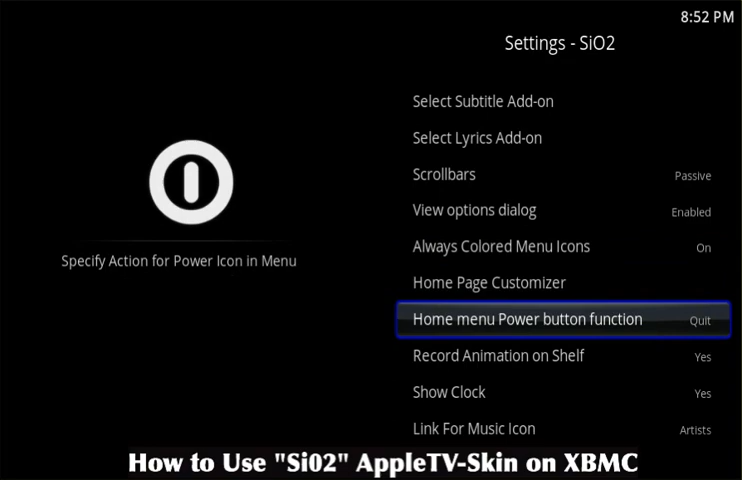 8:52 PM
Settings - SiO2
Select Subtitle Add-on
Select Lyrics Add-on
Scrollbars Passive
View options dialog Enabled
Always Colored Menu Icons On
Home Page Customizer
Home menu Power button function Quit
Record Animation on Shelf Yes
Show Clock Yes
Link For Music Icon Artists
Specify Action for Power Icon in Menu
How to Use "Si02" AppleTV-Skin on XBMC